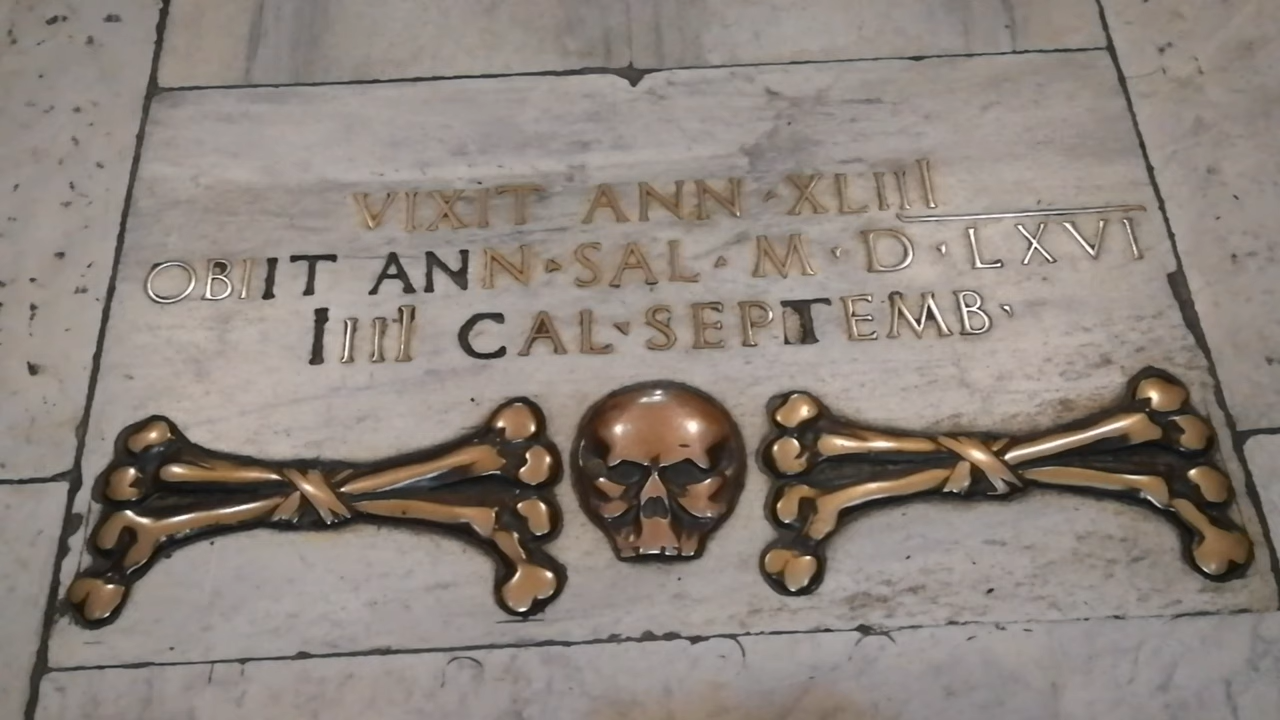 VIXIT ANN · XLIIII
OBIIT ANN · SAL · M · D · LXVI
IIII CAL · SEPTEMB ·